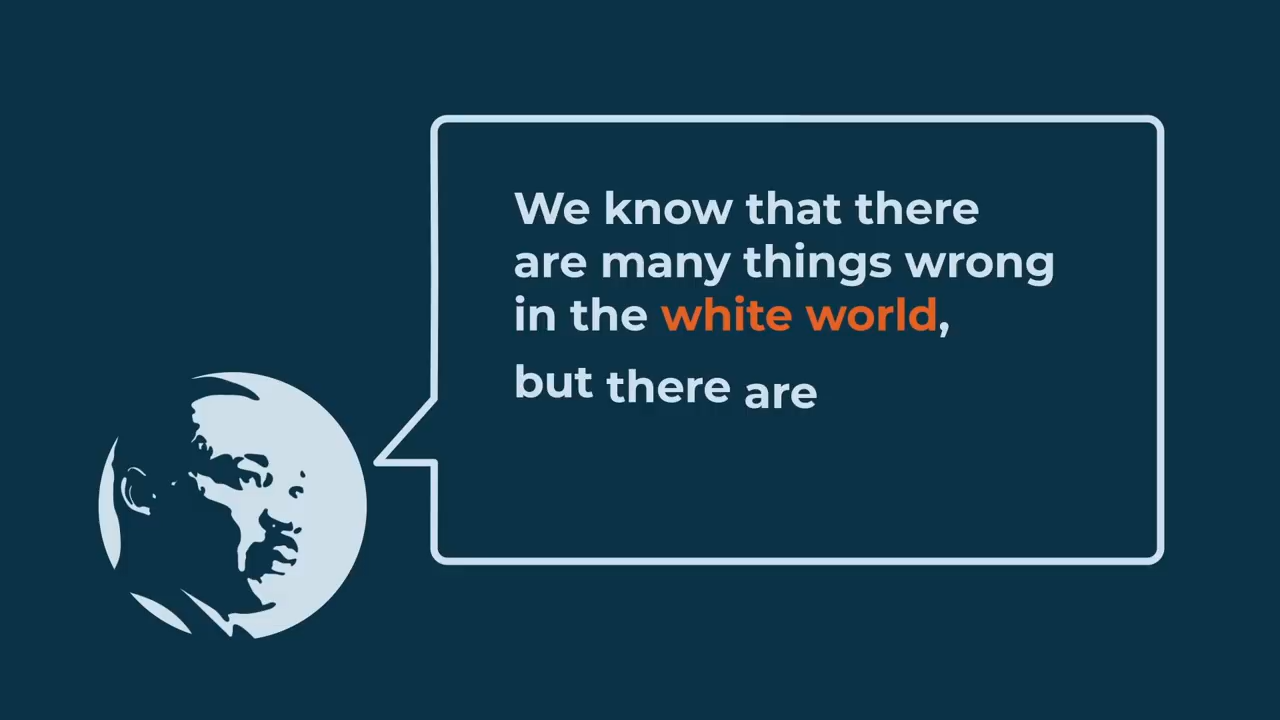 We know that there
are many things wrong
in the white world,
but there are